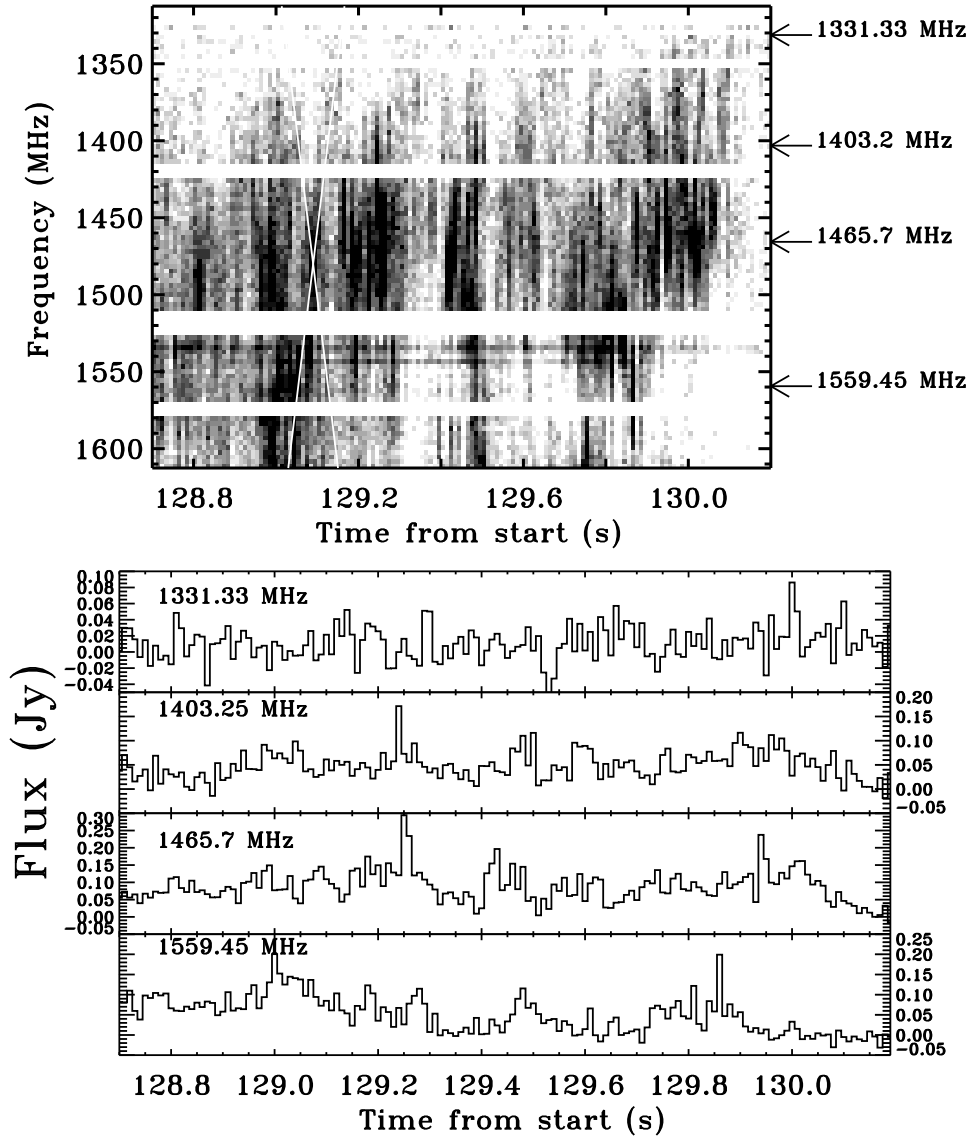 1331.33 MHz
1350
1400
1403.2 MHz
1450
1465.7 MHz
1500
1550
1559.45 MHz
1600
Frequency (MHz)
128.8 129.2 129.6 130.0
Time from start (s)
0.10
0.08
0.06
0.04
0.02
0.00
−0.02
−0.04
1331.33 MHz
0.20
0.15
0.10
0.05
0.00
−0.05
1403.25 MHz
0.30
0.25
0.20
0.15
0.10
0.05
0.00
−0.05
1465.7 MHz
0.25
0.20
0.15
0.10
0.05
0.00
−0.05
1559.45 MHz
Flux (Jy)
128.8 129.0 129.2 129.4 129.6 129.8 130.0
Time from start (s)